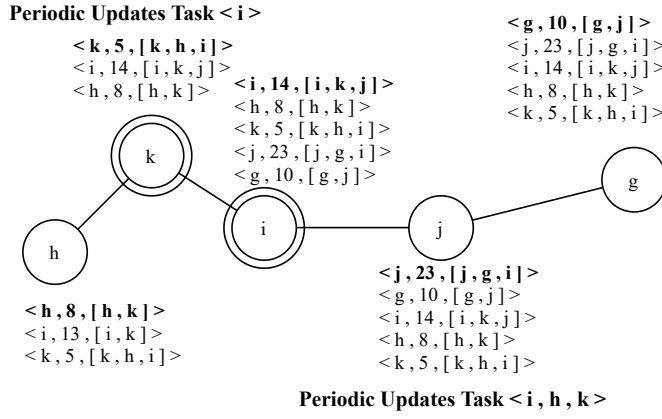 Periodic Updates Task < i >
< k , 5 , [ k , h , i ] >
< i , 14 , [ i , k , j ] >
< h , 8 , [ h , k ] >
< i , 14 , [ i , k , j ] >
< h , 8 , [ h , k ] >
< k , 5 , [ k , h , i ] >
< j , 23 , [ j , g , i ] >
< g , 10 , [ g , j ] >
< g , 10 , [ g , j ] >
< j , 23 , [ j , g , i ] >
< i , 14 , [ i , k , j ] >
< h , 8 , [ h , k ] >
< k , 5 , [ k , h , i ] >
k
g
h
i
j
< h , 8 , [ h , k ] >
< i , 13 , [ i , k ] >
< k , 5 , [ k , h , i ] >
< j , 23 , [ j , g , i ] >
< g , 10 , [ g , j ] >
< i , 14 , [ i , k , j ] >
< h , 8 , [ h , k ] >
< k , 5 , [ k , h , i ] >
Periodic Updates Task < i , h , k >